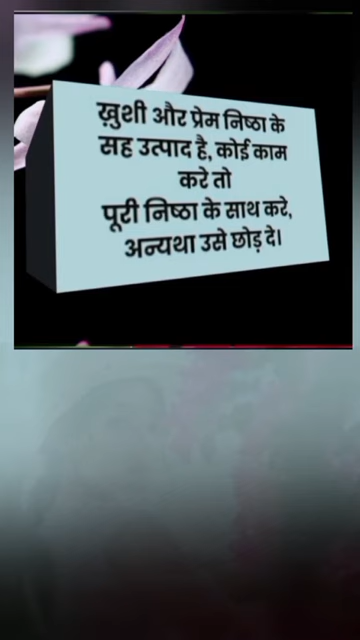 ख़ुशी और प्रेम निष्ठा के
सह उत्पाद है, कोई काम
करे तो
पूरी निष्ठा के साथ करे,
अन्यथा उसे छोड़ दे।